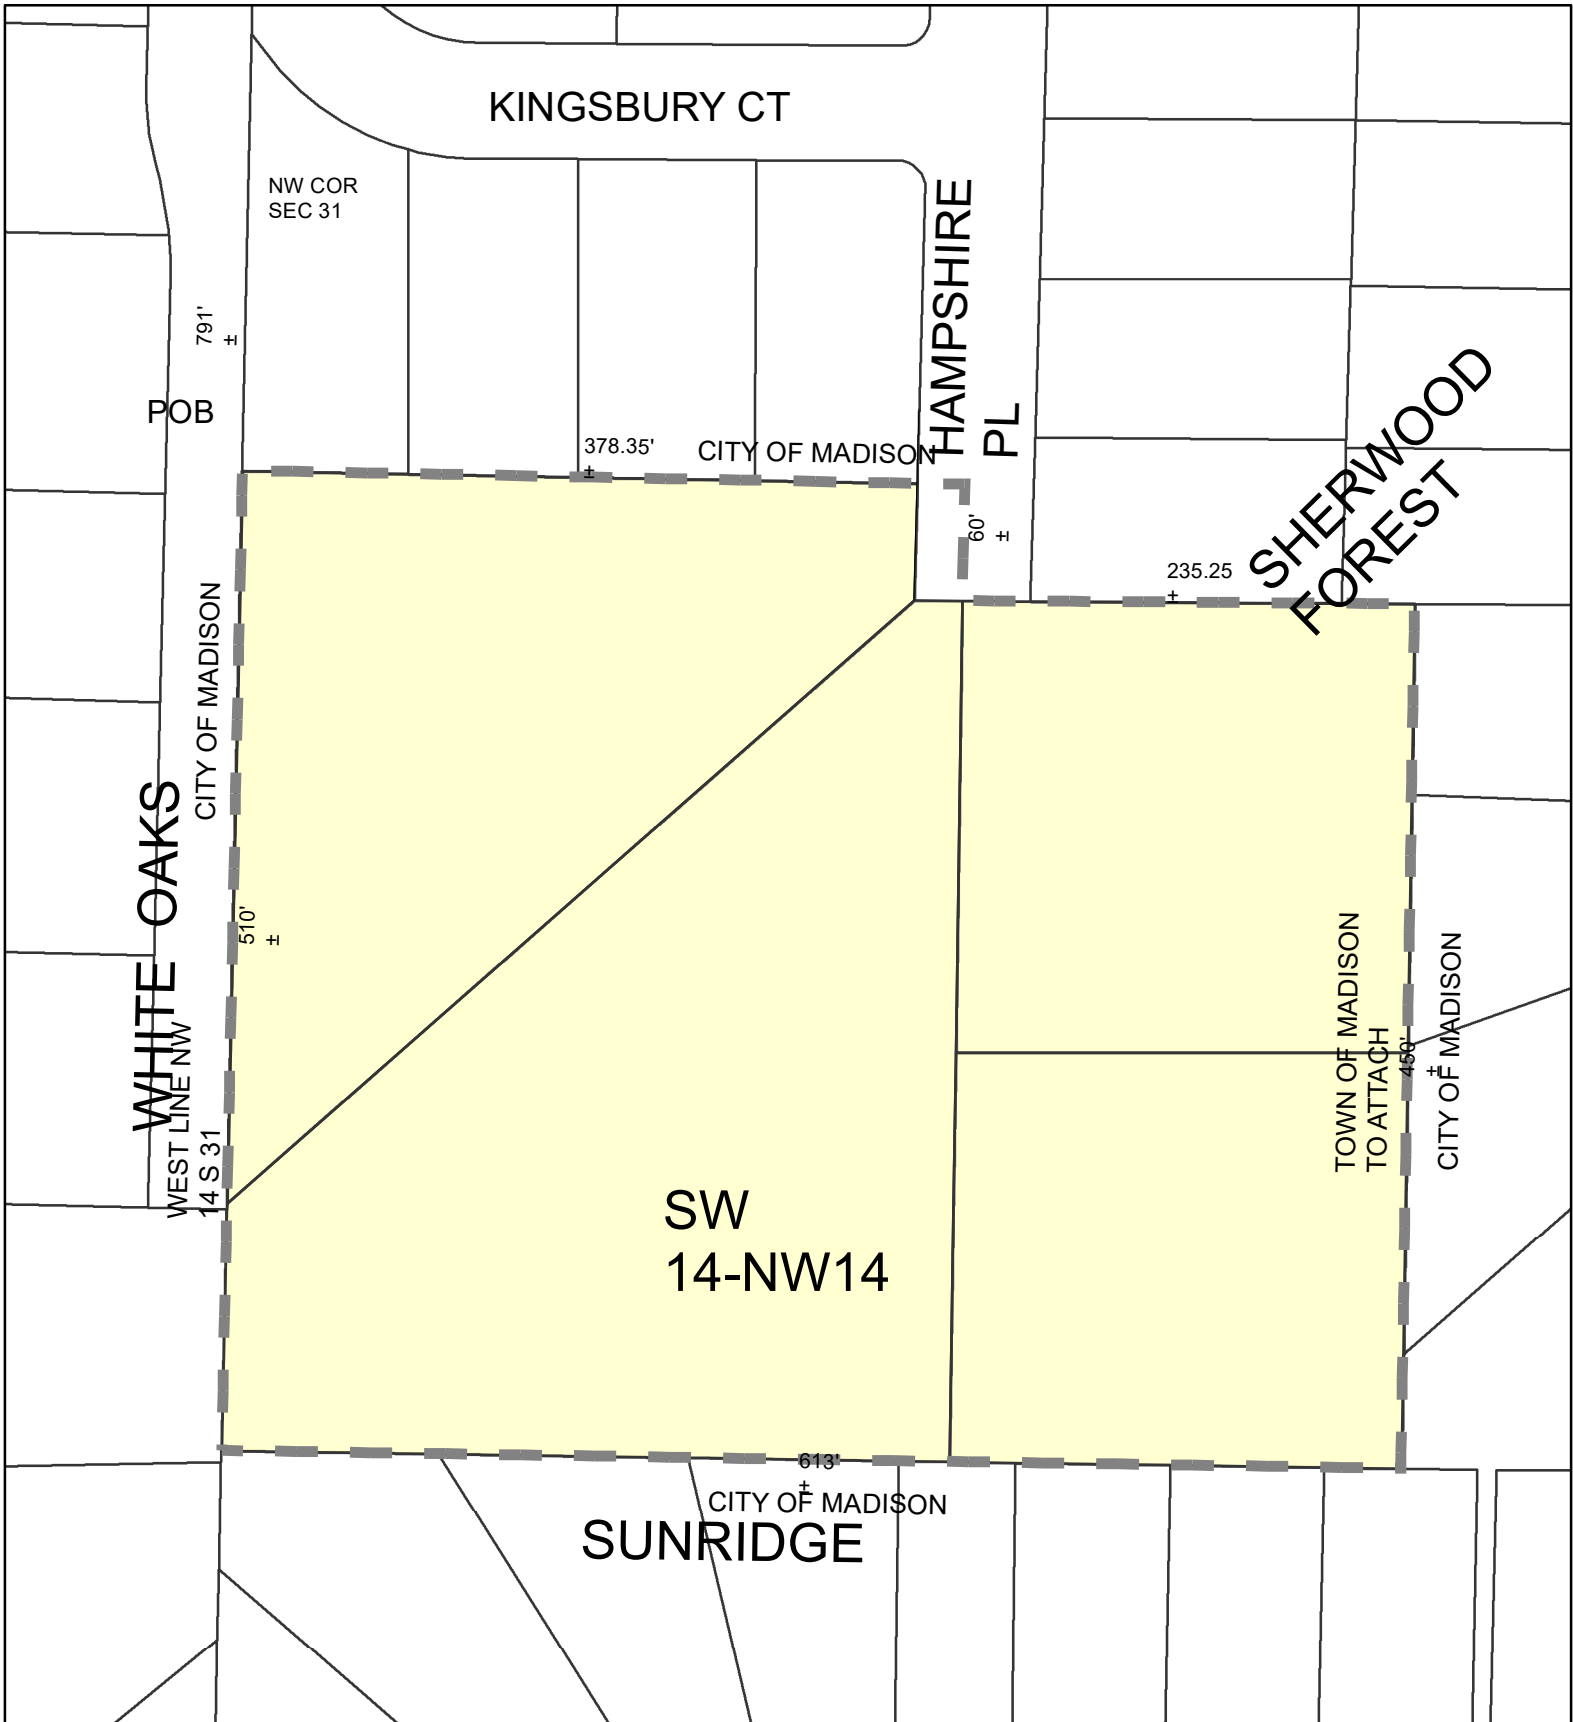 KINGSBURY CT
NW COR
SEC 31
HAMPSHIRE
PL
791'
±
POB
378.35'
±
CITY OF MADISON
SHERWOOD
FOREST
60'
±
235.25
±
CITY OF MADISON
WHITE OAKS
510'
±
WEST LINE NW
14 S 31
TOWN OF MADISON
TO ATTACH
450'
±
CITY OF MADISON
SW
14-NW14
613'
±
CITY OF MADISON
SUNRIDGE